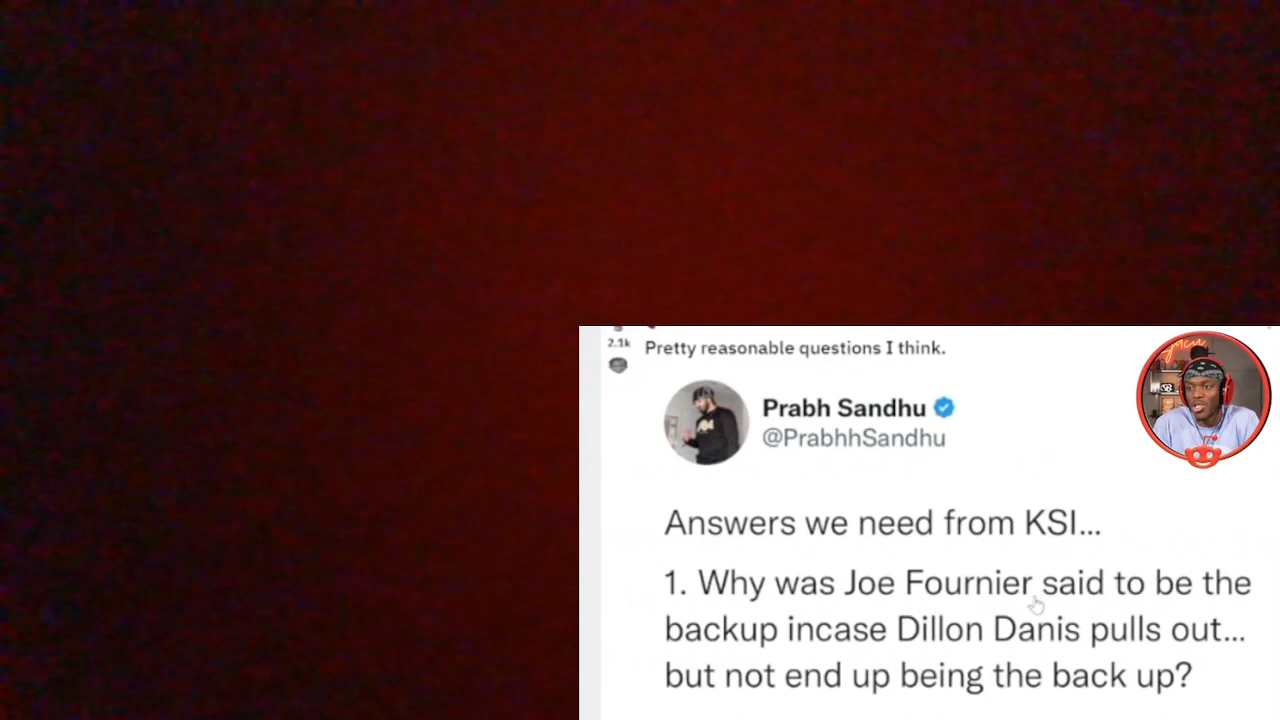 2.1k
Pretty reasonable questions I think.
Prabh Sandhu
@PrabhhSandhu
Answers we need from KSI...
1. Why was Joe Fournier said to be the
backup incase Dillon Danis pulls out...
but not end up being the back up?